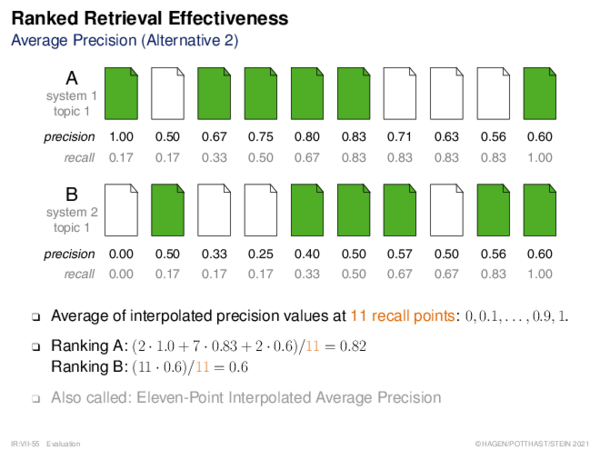 Ranked Retrieval Effectiveness
Average Precision (Alternative 2)
A
system 1
topic 1
precision 1.00 0.50 0.67 0.75 0.80 0.83 0.71 0.63 0.56 0.60
recall 0.17 0.17 0.33 0.50 0.67 0.83 0.83 0.83 0.83 1.00
B
system 2
topic 1
precision 0.00 0.50 0.33 0.25 0.40 0.50 0.57 0.50 0.56 0.60
recall 0.00 0.17 0.17 0.17 0.33 0.50 0.67 0.67 0.83 1.00
❑ Average of interpolated precision values at 11 recall points: 0, 0.1, . . . , 0.9, 1.
❑ Ranking A: (2 · 1.0 + 7 · 0.83 + 2 · 0.6)/11 = 0.82
Ranking B: (11 · 0.6)/11 = 0.6
❑ Also called: Eleven-Point Interpolated Average Precision
IR:VII-55 Evaluation ©HAGEN/POTTHAST/STEIN 2021